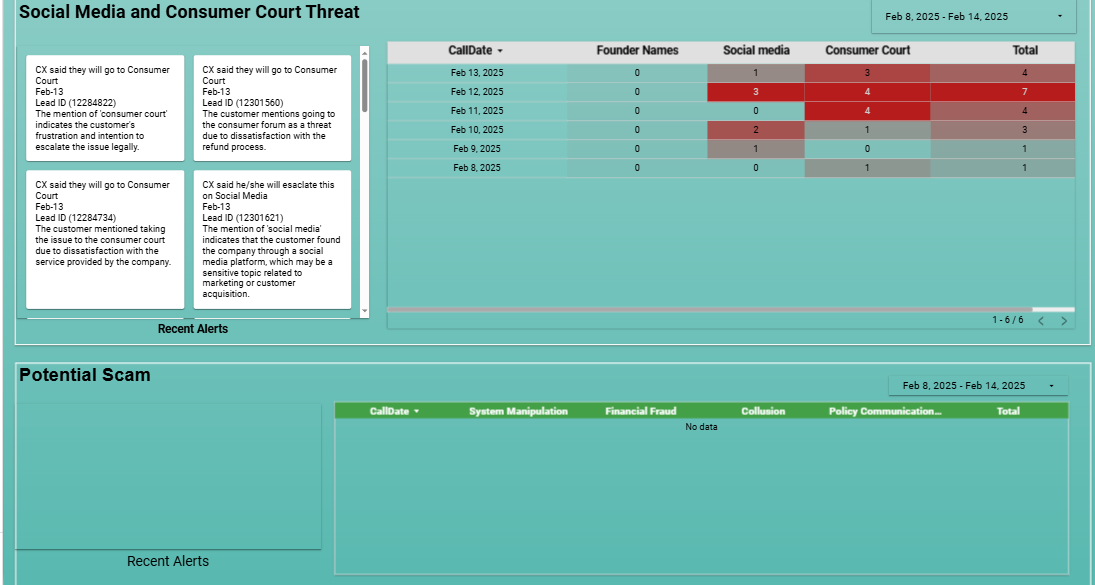 Social Media and Consumer Court Threat
Feb 8, 2025 - Feb 14, 2025
CX said they will go to Consumer
Court
Feb-13
Lead ID (12284822)
The mention of 'consumer court'
indicates the customer's
frustration and intention to
escalate the issue legally.
CX said they will go to Consumer
Court
Feb-13
Lead ID (12301560)
The customer mentions going to
the consumer forum as a threat
due to dissatisfaction with the
refund process.
CX said they will go to Consumer
Court
Feb-13
Lead ID (12284734)
The customer mentioned taking
the issue to the consumer court
due to dissatisfaction with the
service provided by the company.
CX said he/she will esaclate this
on Social Media
Feb-13
Lead ID (12301621)
The mention of 'social media'
indicates that the customer found
the company through a social
media platform, which may be a
sensitive topic related to
marketing or customer
acquisition.
Recent Alerts
CallDate Founder Names Social media Consumer Court Total
Feb 13, 2025 0 1 3 4
Feb 12, 2025 0 3 4 7
Feb 11, 2025 0 0 4 4
Feb 10, 2025 0 2 1 3
Feb 9, 2025 0 1 0 1
Feb 8, 2025 0 0 1 1
1 - 6 / 6
Potential Scam
Feb 8, 2025 - Feb 14, 2025
CallDate System Manipulation Financial Fraud Collusion Policy Communication... Total
No data
Recent Alerts